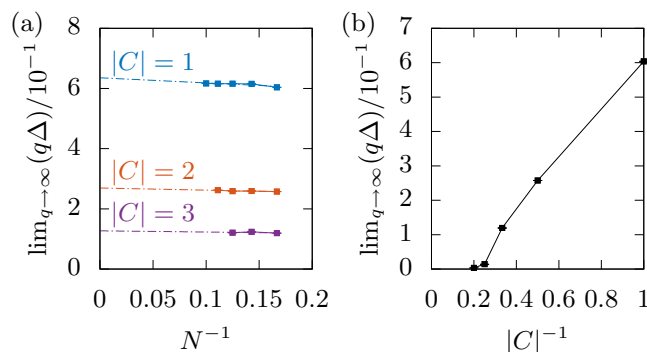 (a)
lim_{q→∞}(qΔ)/10^{-1}
8
6
4
2
0
|C| = 1
|C| = 2
|C| = 3
0 0.05 0.1 0.15 0.2
N^{-1}
(b)
lim_{q→∞}(qΔ)/10^{-1}
7
6
5
4
3
2
1
0
0 0.2 0.4 0.6 0.8 1
|C|^{-1}